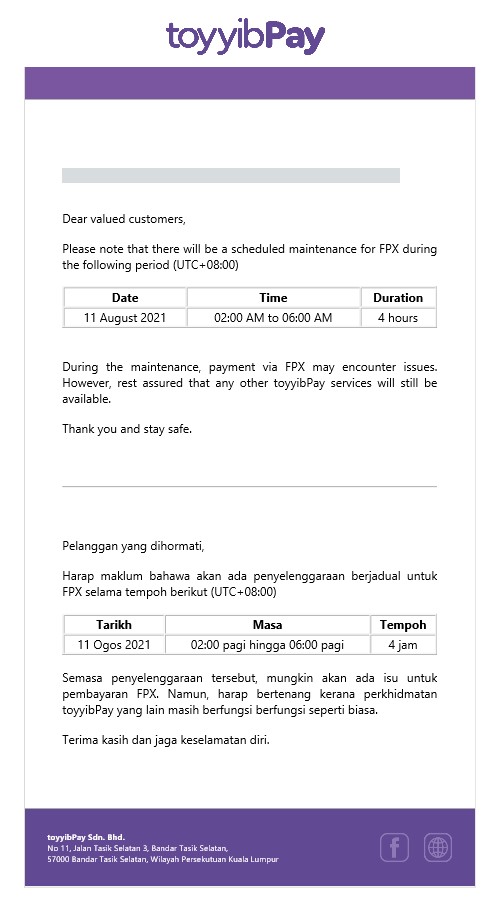 toyyibPay
Dear valued customers,
Please note that there will be a scheduled maintenance for FPX during
the following period (UTC+08:00)
Date Time Duration
11 August 2021 02:00 AM to 06:00 AM 4 hours
During the maintenance, payment via FPX may encounter issues.
However, rest assured that any other toyyibPay services will still be
available.
Thank you and stay safe.
Pelanggan yang dihormati,
Harap maklum bahawa akan ada penyelenggaraan berjadual untuk
FPX selama tempoh berikut (UTC+08:00)
Tarikh Masa Tempoh
11 Ogos 2021 02:00 pagi hingga 06:00 pagi 4 jam
Semasa penyelenggaraan tersebut, mungkin akan ada isu untuk
pembayaran FPX. Namun, harap bertenang kerana perkhidmatan
toyyibPay yang lain masih berfungsi berfungsi seperti biasa.
Terima kasih dan jaga keselamatan diri.
toyyibPay Sdn. Bhd.
No 11, Jalan Tasik Selatan 3, Bandar Tasik Selatan,
57000 Bandar Tasik Selatan, Wilayah Persekutuan Kuala Lumpur